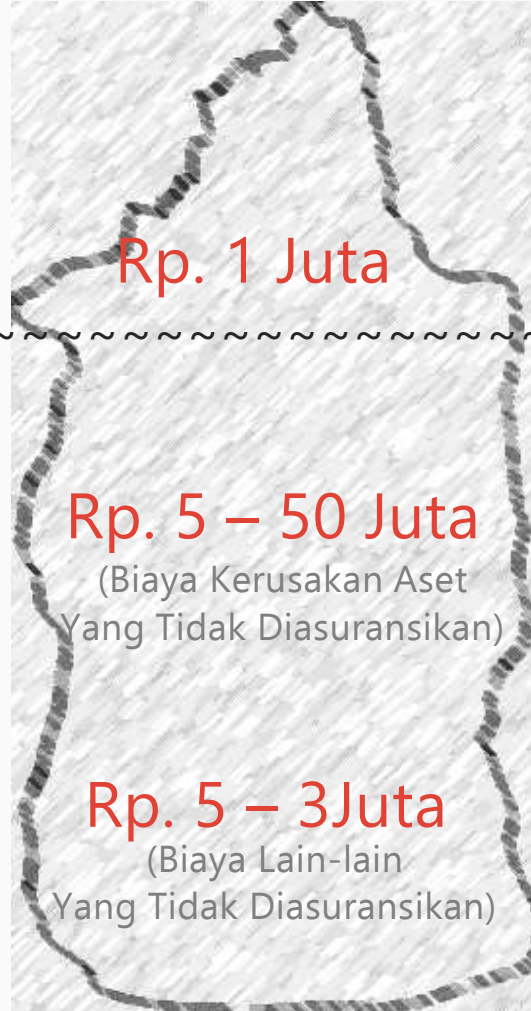 Rp. 1 Juta
~~~~~~~~~~~~~~~~~
Rp. 5 – 50 Juta
(Biaya Kerusakan Aset
Yang Tidak Diasuransikan)
Rp. 5 – 3Juta
(Biaya Lain-lain
Yang Tidak Diasuransikan)